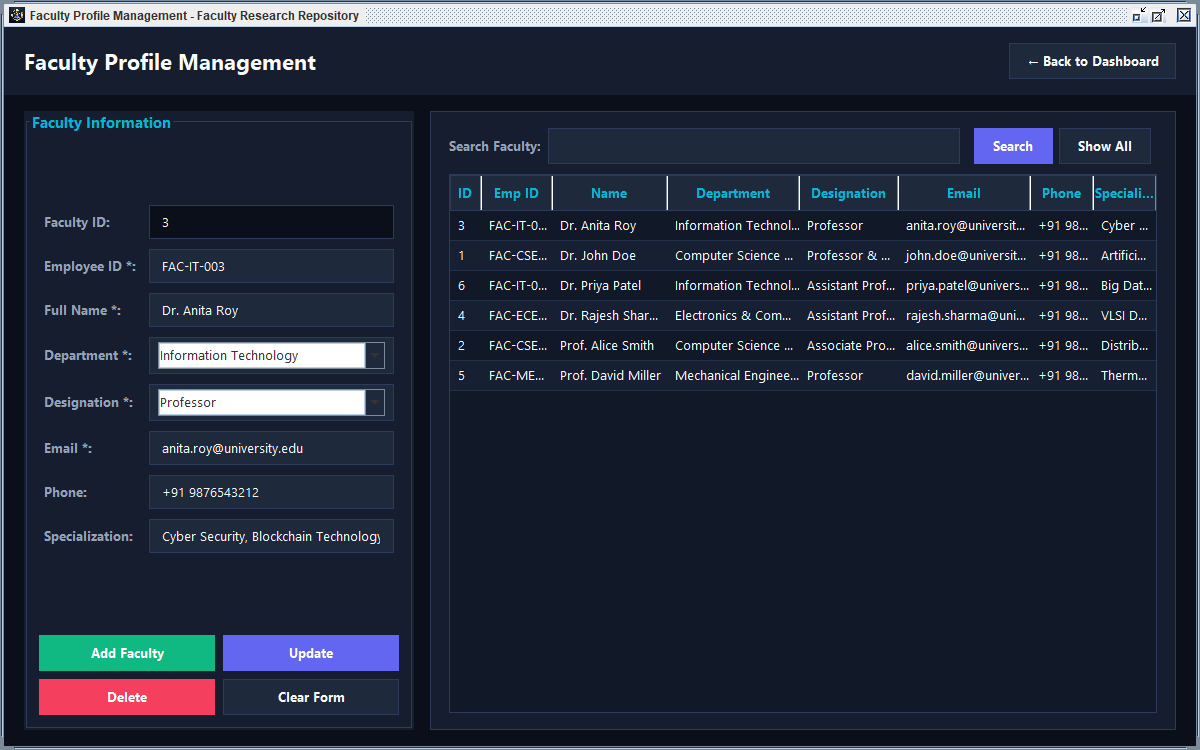 Faculty Profile Management - Faculty Research Repository
Faculty Profile Management
← Back to Dashboard
Faculty Information
Faculty ID: 3
Employee ID *: FAC-IT-003
Full Name *: Dr. Anita Roy
Department *: Information Technology
Designation *: Professor
Email *: anita.roy@university.edu
Phone: +91 9876543212
Specialization: Cyber Security, Blockchain Technology
Add Faculty Update
Delete Clear Form
Search Faculty: Search Show All
ID Emp ID Name Department Designation Email Phone Speciali...
3 FAC-IT-0... Dr. Anita Roy Information Technol... Professor anita.roy@universit... +91 98... Cyber ...
1 FAC-CSE... Dr. John Doe Computer Science ... Professor & ... john.doe@universit... +91 98... Artifici...
6 FAC-IT-0... Dr. Priya Patel Information Technol... Assistant Prof... priya.patel@univers... +91 98... Big Dat...
4 FAC-ECE... Dr. Rajesh Shar... Electronics & Com... Assistant Prof... rajesh.sharma@uni... +91 98... VLSI D...
2 FAC-CSE... Prof. Alice Smith Computer Science ... Associate Pro... alice.smith@univers... +91 98... Distrib...
5 FAC-ME... Prof. David Miller Mechanical Enginee... Professor david.miller@univer... +91 98... Therm...